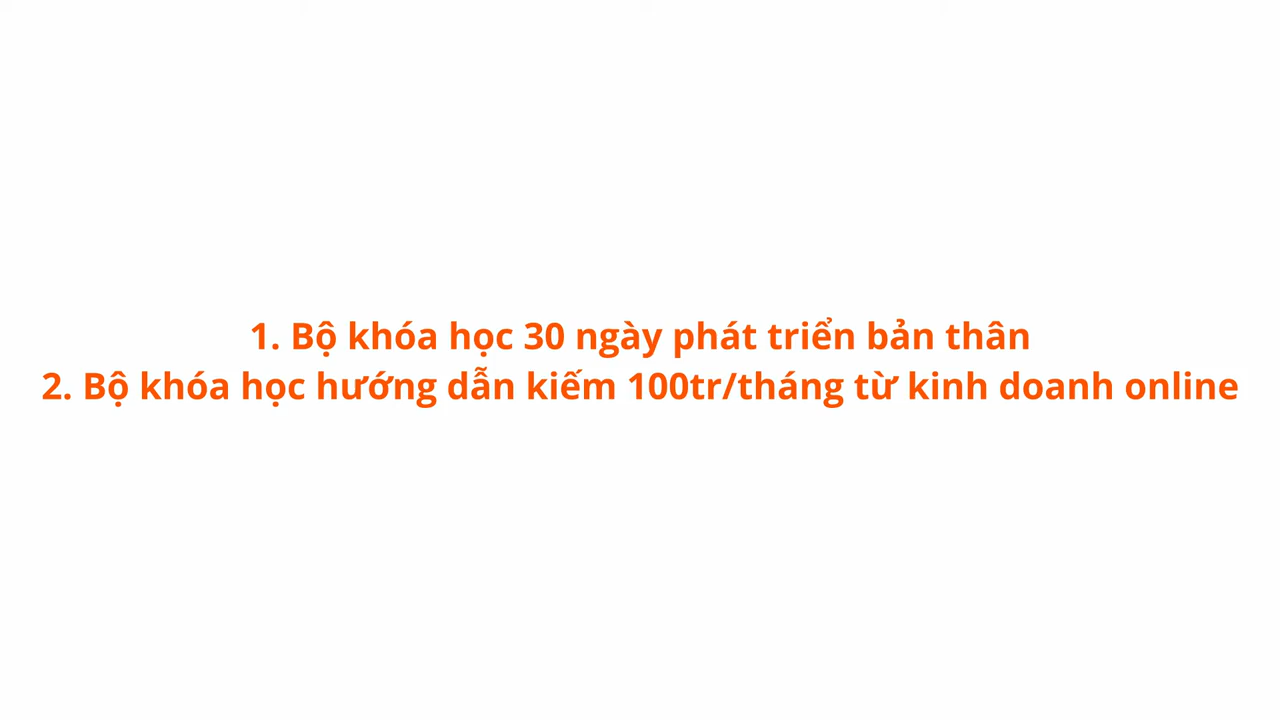 1. Bộ khóa học 30 ngày phát triển bản thân
2. Bộ khóa học hướng dẫn kiếm 100tr/tháng từ kinh doanh online